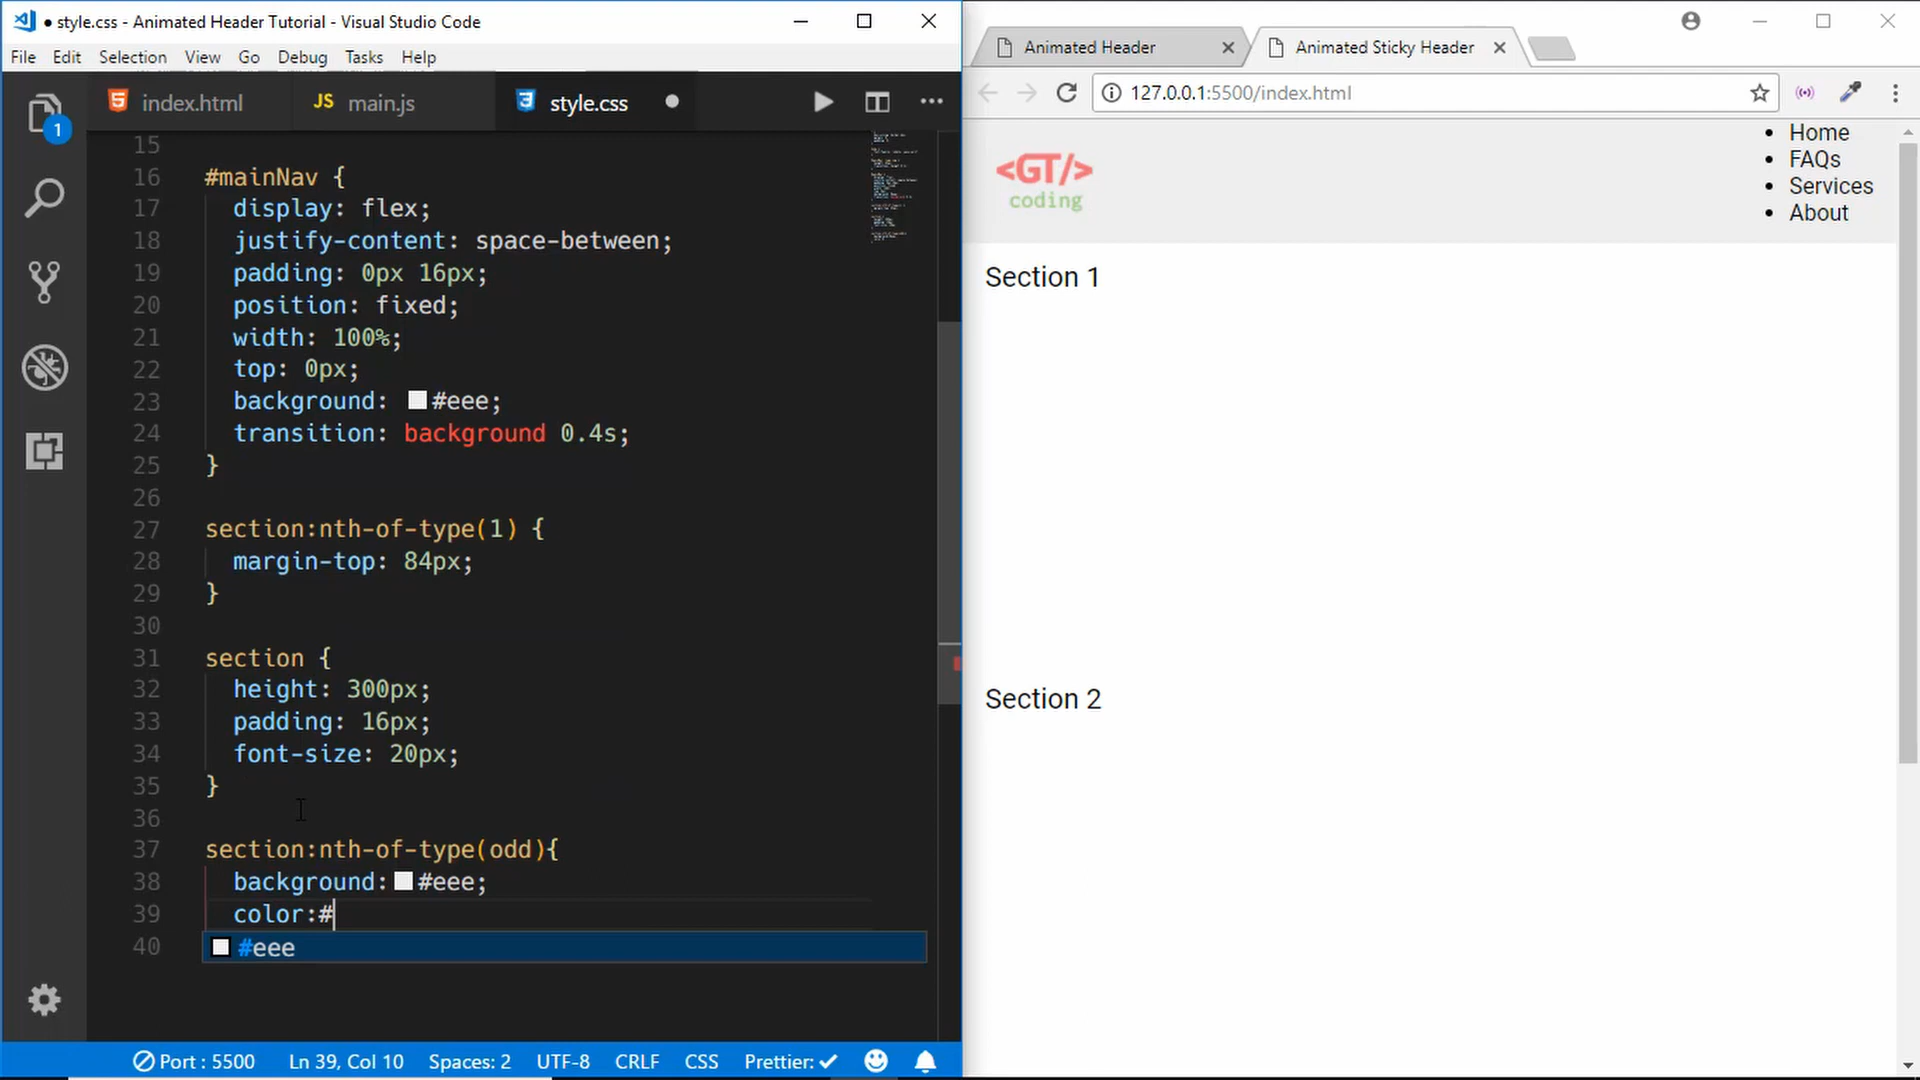 ● style.css - Animated Header Tutorial - Visual Studio Code
File Edit Selection View Go Debug Tasks Help
index.html
JS main.js
style.css ●
15
16 #mainNav {
17 display: flex;
18 justify-content: space-between;
19 padding: 0px 16px;
20 position: fixed;
21 width: 100%;
22 top: 0px;
23 background: #eee;
24 transition: background 0.4s;
25 }
26
27 section:nth-of-type(1) {
28 margin-top: 84px;
29 }
30
31 section {
32 height: 300px;
33 padding: 16px;
34 font-size: 20px;
35 }
36
37 section:nth-of-type(odd){
38 background:#eee;
39 color:#
40
#eee
1
Port : 5500 Ln 39, Col 10 Spaces: 2 UTF-8 CRLF CSS Prettier: ✓
Animated Header
Animated Sticky Header
127.0.0.1:5500/index.html
<GT/>
coding
• Home
• FAQs
• Services
• About
Section 1
Section 2